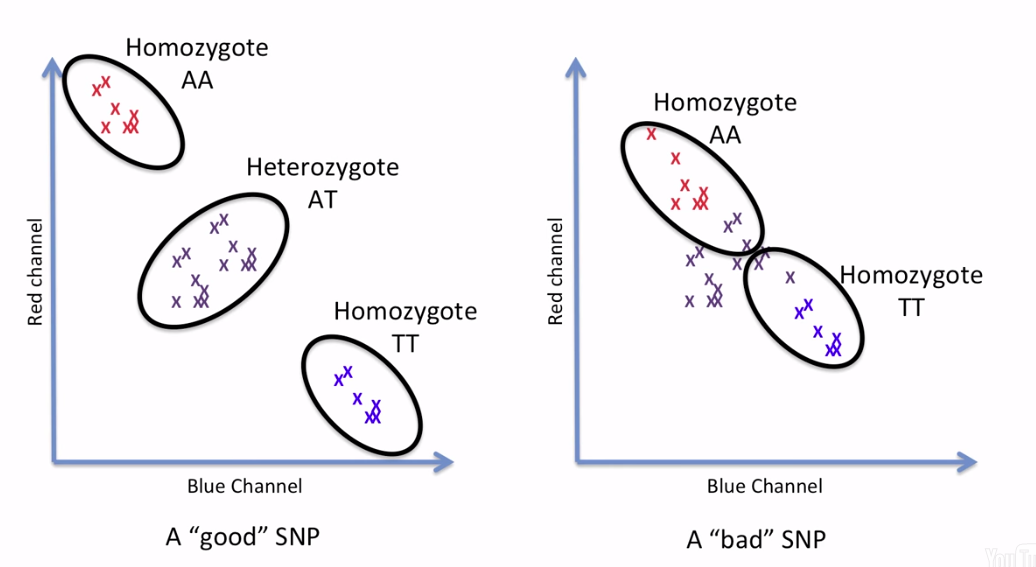 Homozygote
AA
Heterozygote
AT
Homozygote
TT
Red channel
Blue Channel
A “good” SNP
Homozygote
AA
Homozygote
TT
Red channel
Blue Channel
A “bad” SNP